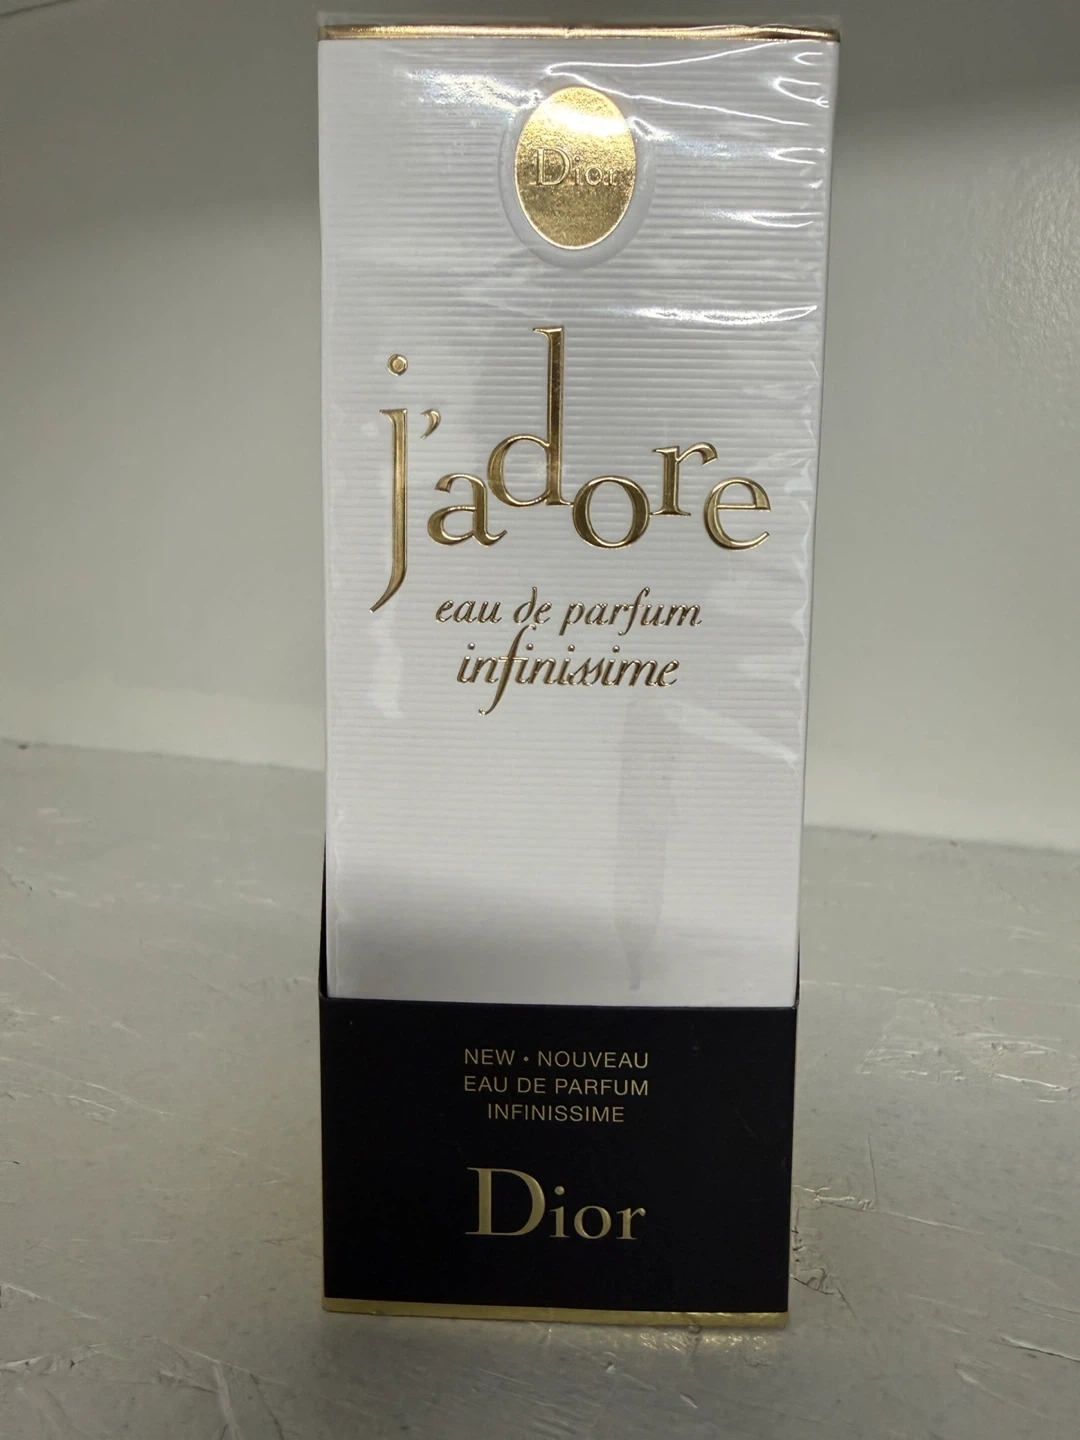 Dior
j'adore
eau de parfum
infinissime
NEW • NOUVEAU
EAU DE PARFUM
INFINISSIME
Dior